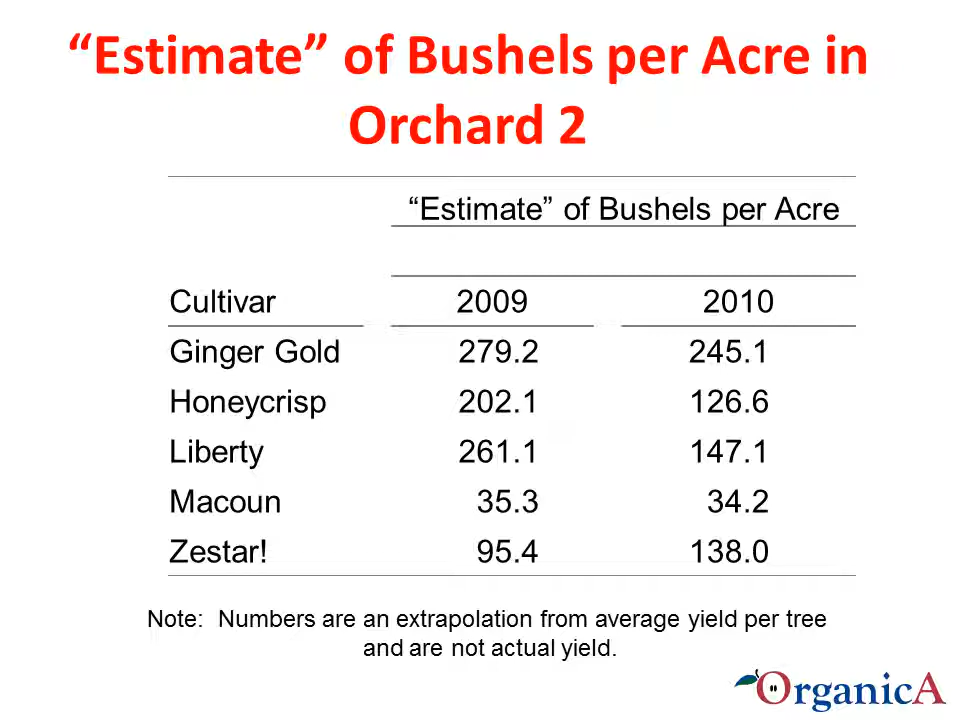 “Estimate” of Bushels per Acre in
Orchard 2
“Estimate” of Bushels per Acre
Cultivar 2009 2010
Ginger Gold 279.2 245.1
Honeycrisp 202.1 126.6
Liberty 261.1 147.1
Macoun 35.3 34.2
Zestar! 95.4 138.0
Note: Numbers are an extrapolation from average yield per tree
and are not actual yield.
OrganicA